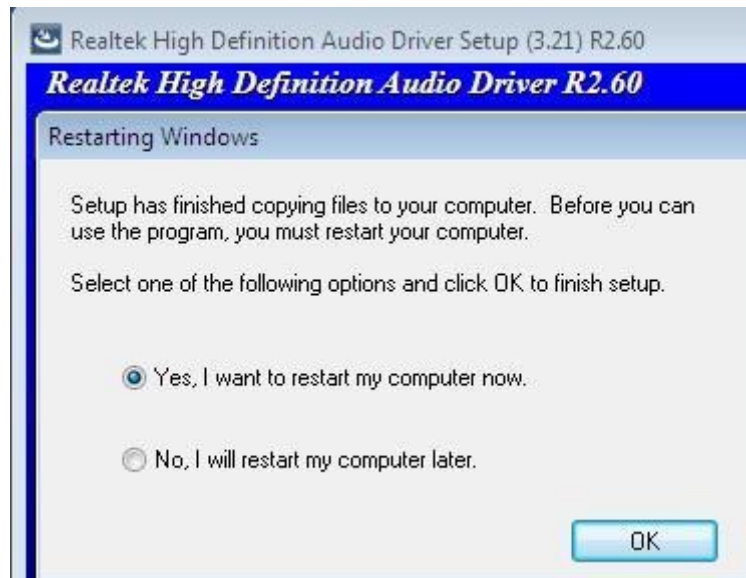 Realtek High Definition Audio Driver Setup (3.21) R2.60
Realtek High Definition Audio Driver R2.60
Restarting Windows
Setup has finished copying files to your computer.  Before you can
use the program, you must restart your computer.
Select one of the following options and click OK to finish setup.
Yes, I want to restart my computer now.
No, I will restart my computer later.
OK